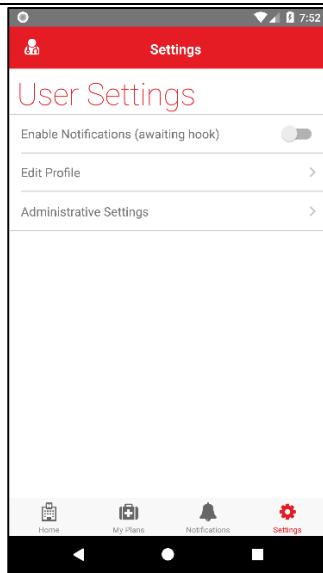 7:52
Settings
User Settings
Enable Notifications (awaiting hook)
Edit Profile
Administrative Settings
Home
My Plans
Notifications
Settings